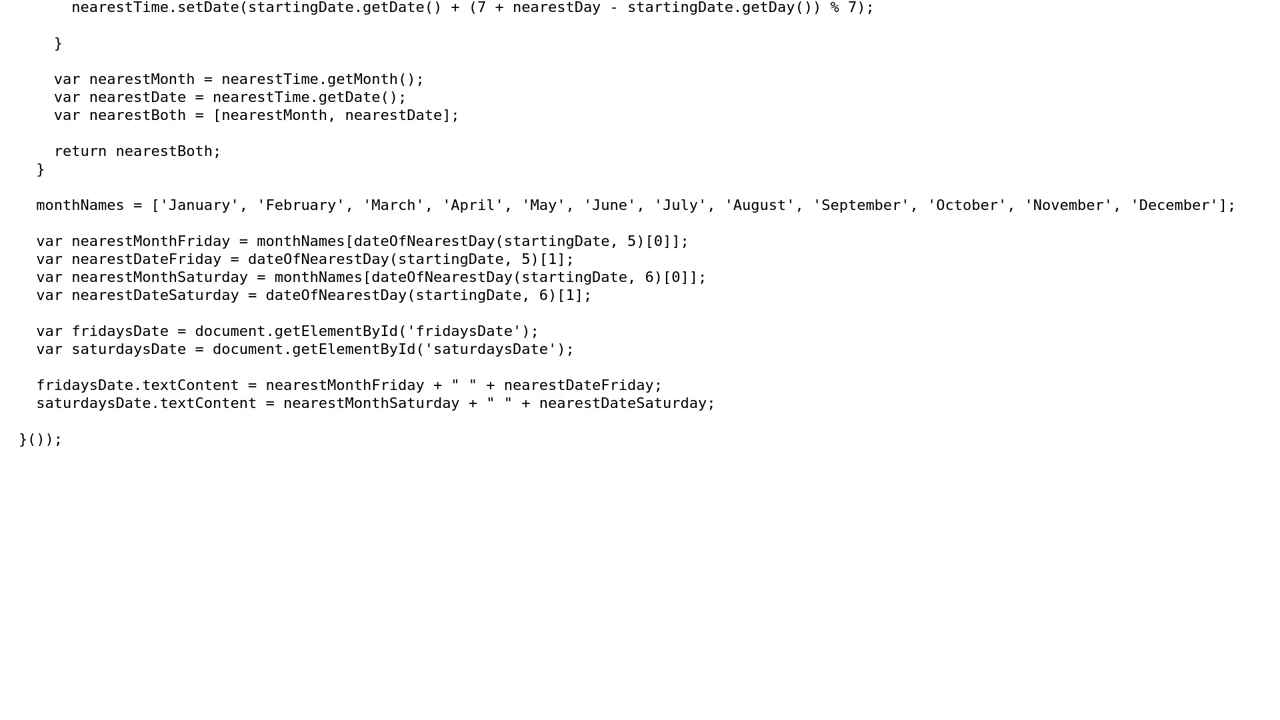 nearestTime.setDate(startingDate.getDate() + (7 + nearestDay - startingDate.getDay()) % 7);
}
var nearestMonth = nearestTime.getMonth();
var nearestDate = nearestTime.getDate();
var nearestBoth = [nearestMonth, nearestDate];
return nearestBoth;
}
monthNames = ['January', 'February', 'March', 'April', 'May', 'June', 'July', 'August', 'September', 'October', 'November', 'December'];
var nearestMonthFriday = monthNames[dateOfNearestDay(startingDate, 5)[0]];
var nearestDateFriday = dateOfNearestDay(startingDate, 5)[1];
var nearestMonthSaturday = monthNames[dateOfNearestDay(startingDate, 6)[0]];
var nearestDateSaturday = dateOfNearestDay(startingDate, 6)[1];
var fridaysDate = document.getElementById('fridaysDate');
var saturdaysDate = document.getElementById('saturdaysDate');
fridaysDate.textContent = nearestMonthFriday + " " + nearestDateFriday;
saturdaysDate.textContent = nearestMonthSaturday + " " + nearestDateSaturday;
}());